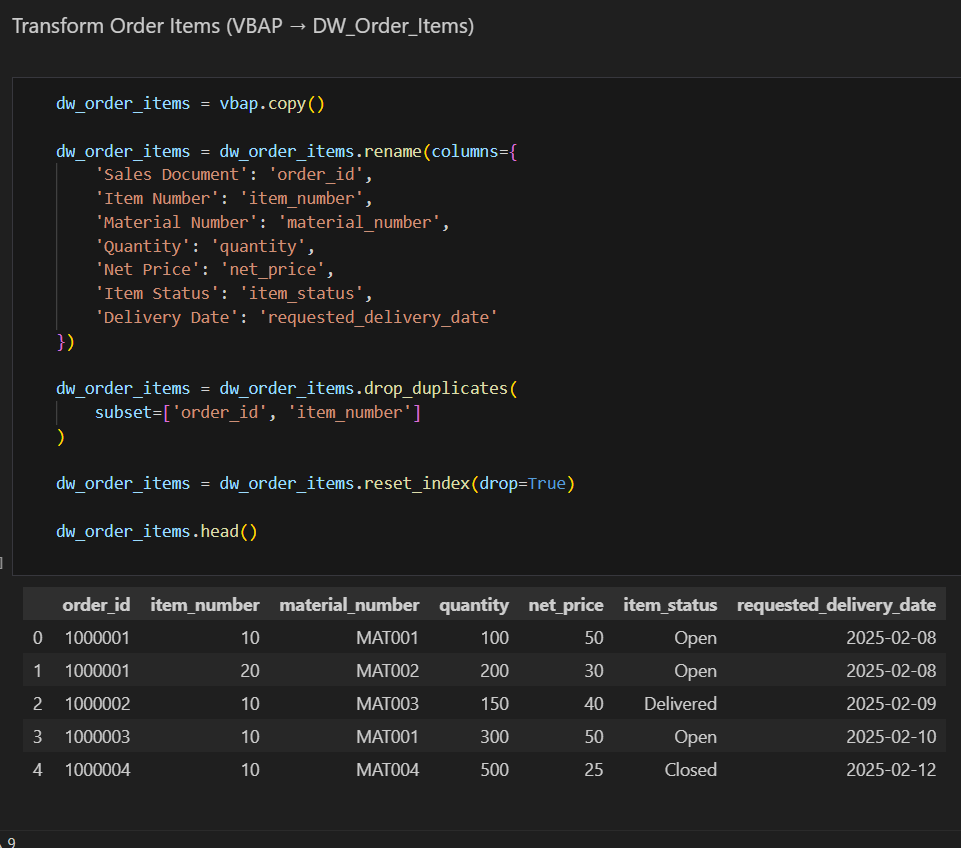 Transform Order Items (VBAP → DW_Order_Items)
dw_order_items = vbap.copy()
dw_order_items = dw_order_items.rename(columns={
'Sales Document': 'order_id',
'Item Number': 'item_number',
'Material Number': 'material_number',
'Quantity': 'quantity',
'Net Price': 'net_price',
'Item Status': 'item_status',
'Delivery Date': 'requested_delivery_date'
})
dw_order_items = dw_order_items.drop_duplicates(
subset=['order_id', 'item_number']
)
dw_order_items = dw_order_items.reset_index(drop=True)
dw_order_items.head()
]
order_id item_number material_number quantity net_price item_status requested_delivery_date
0 1000001 10 MAT001 100 50 Open 2025-02-08
1 1000001 20 MAT002 200 30 Open 2025-02-08
2 1000002 10 MAT003 150 40 Delivered 2025-02-09
3 1000003 10 MAT001 300 50 Open 2025-02-10
4 1000004 10 MAT004 500 25 Closed 2025-02-12
9